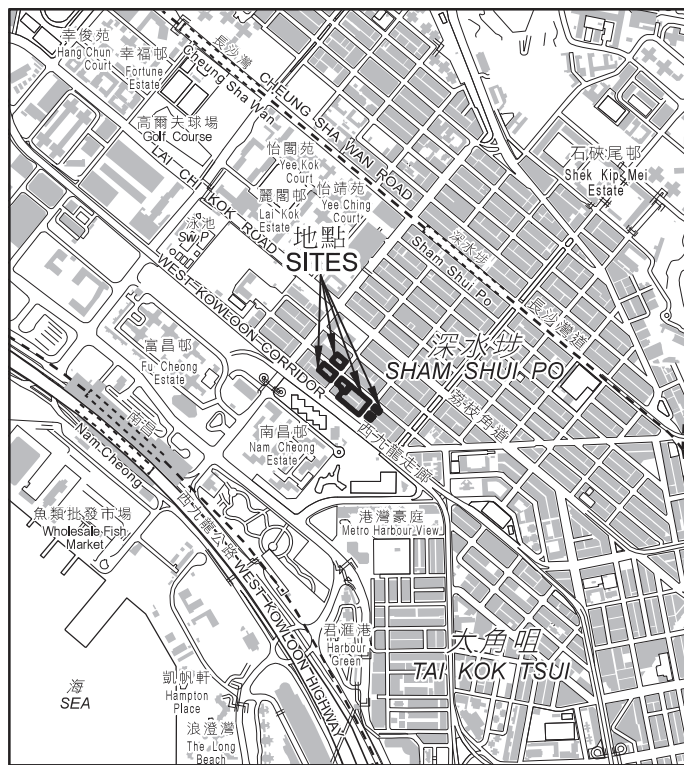 幸俊苑
Hang Chun
Court
幸福邨
Fortune
Estate
長沙灣
Cheung Sha Wan
CHEUNG SHA WAN ROAD
高爾夫球場
Golf Course
LAI CHI KOK ROAD
怡閣苑
Yee Kok
Court
麗閣邨
Lai Kok
Estate
怡靖苑
Yee Ching
Court
石硤尾邨
Shek Kip Mei
Estate
泳池
Sw P
地點
SITES
深水埗
Sham Shui Po
長沙灣道
WEST KOWLOON CORRIDOR
富昌邨
Fu Cheong
Estate
深水埗
SHAM SHUI PO
荔枝角道
南昌
Nam Cheong
南昌邨
Nam Cheong
Estate
西九龍走廊
魚類批發市場
Wholesale Fish
Market
西九龍公路
WEST KOWLOON HIGHWAY
港灣豪庭
Metro Harbour View
君滙港
Harbour
Green
大角咀
TAI KOK TSUI
海
SEA
凱帆軒
Hampton
Place
浪澄灣
The Long
Beach